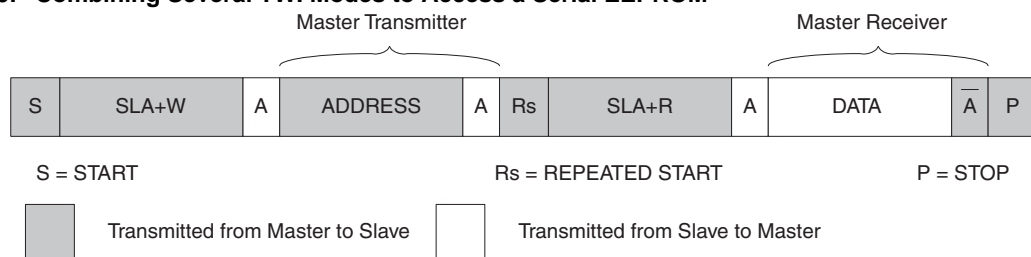 Combining Several TWI Modes to Access a Serial EEPROM
Master Transmitter Master Receiver
S SLA+W A ADDRESS A Rs SLA+R A DATA A P
S = START Rs = REPEATED START P = STOP
Transmitted from Master to Slave Transmitted from Slave to Master